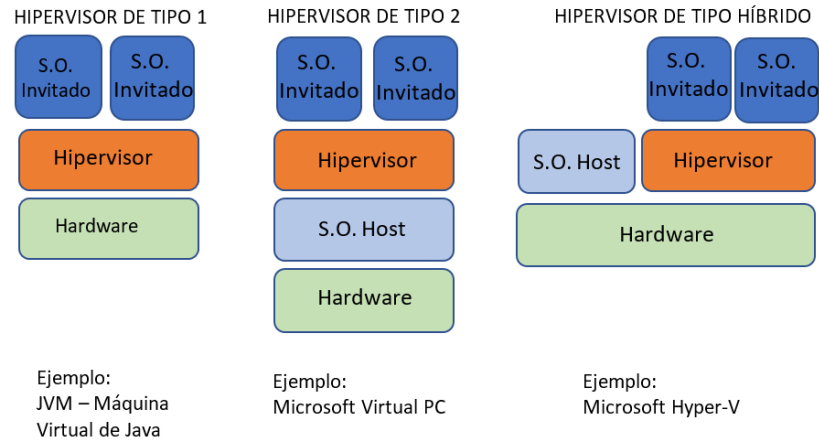 HIPERVISOR DE TIPO 1
S.O.
Invitado
S.O.
Invitado
Hipervisor
Hardware
Ejemplo:
JVM – Máquina
Virtual de Java
HIPERVISOR DE TIPO 2
S.O.
Invitado
S.O.
Invitado
Hipervisor
S.O. Host
Hardware
Ejemplo:
Microsoft Virtual PC
HIPERVISOR DE TIPO HÍBRIDO
S.O.
Invitado
S.O.
Invitado
S.O. Host
Hipervisor
Hardware
Ejemplo:
Microsoft Hyper-V